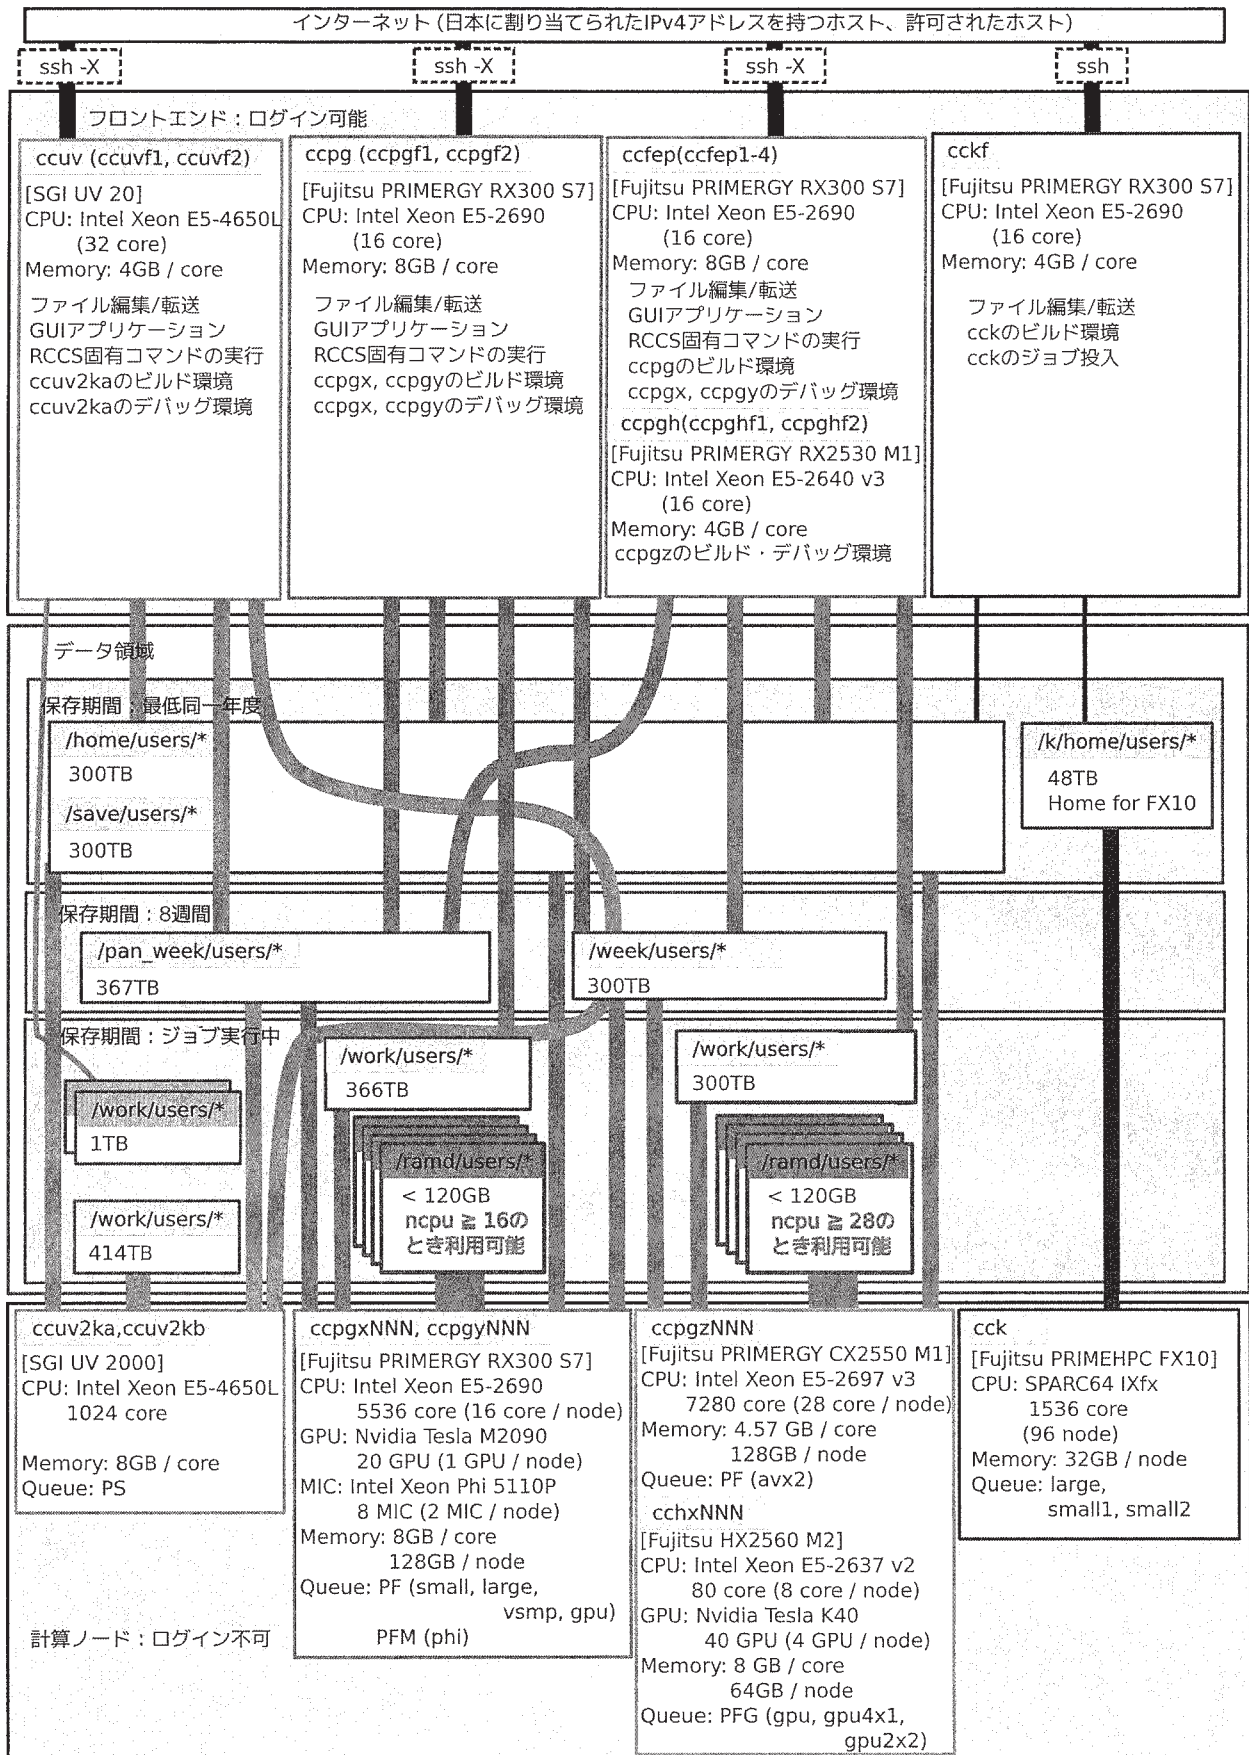 インターネット (日本に割り当てられたIPv4アドレスを持つホスト、許可されたホスト)
ssh -X
ssh -X
ssh -X
ssh
フロントエンド：ログイン可能
ccuv (ccuvf1, ccuvf2)
[SGI UV 20]
CPU: Intel Xeon E5-4650L
(32 core)
Memory: 4GB / core
ファイル編集/転送
GUIアプリケーション
RCCS固有コマンドの実行
ccuv2kaのビルド環境
ccuv2kaのデバッグ環境
ccpg (ccpgf1, ccpgf2)
[Fujitsu PRIMERGY RX300 S7]
CPU: Intel Xeon E5-2690
(16 core)
Memory: 8GB / core
ファイル編集/転送
GUIアプリケーション
RCCS固有コマンドの実行
ccpgx, ccpgyのビルド環境
ccpgx, ccpgyのデバッグ環境
ccfep(ccfep1-4)
[Fujitsu PRIMERGY RX300 S7]
CPU: Intel Xeon E5-2690
(16 core)
Memory: 8GB / core
ファイル編集/転送
GUIアプリケーション
RCCS固有コマンドの実行
ccpgのビルド環境
ccpgx, ccpgyのデバッグ環境
ccpgh(ccpghf1, ccpghf2)
[Fujitsu PRIMERGY RX2530 M1]
CPU: Intel Xeon E5-2640 v3
(16 core)
Memory: 4GB / core
ccpgzのビルド・デバッグ環境
cckf
[Fujitsu PRIMERGY RX300 S7]
CPU: Intel Xeon E5-2690
(16 core)
Memory: 4GB / core
ファイル編集/転送
cckのビルド環境
cckのジョブ投入
データ領域
保存期間：最低同一年度
/home/users/*
300TB
/save/users/*
300TB
/k/home/users/*
48TB
Home for FX10
保存期間：8週間
/pan_week/users/*
367TB
/week/users/*
300TB
保存期間：ジョブ実行中
/work/users/*
1TB
/work/users/*
414TB
/work/users/*
366TB
/ramd/users/*
< 120GB
ncpu ≧ 16の
とき利用可能
/work/users/*
300TB
/ramd/users/*
< 120GB
ncpu ≧ 28の
とき利用可能
ccuv2ka,ccuv2kb
[SGI UV 2000]
CPU: Intel Xeon E5-4650L
1024 core
Memory: 8GB / core
Queue: PS
ccpgxNNN, ccpgyNNN
[Fujitsu PRIMERGY RX300 S7]
CPU: Intel Xeon E5-2690
5536 core (16 core / node)
GPU: Nvidia Tesla M2090
20 GPU (1 GPU / node)
MIC: Intel Xeon Phi 5110P
8 MIC (2 MIC / node)
Memory: 8GB / core
128GB / node
Queue: PF (small, large,
vsmp, gpu)
PFM (phi)
ccpgzNNN
[Fujitsu PRIMERGY CX2550 M1]
CPU: Intel Xeon E5-2697 v3
7280 core (28 core / node)
Memory: 4.57 GB / core
128GB / node
Queue: PF (avx2)
cchxNNN
[Fujitsu HX2560 M2]
CPU: Intel Xeon E5-2637 v2
80 core (8 core / node)
GPU: Nvidia Tesla K40
40 GPU (4 GPU / node)
Memory: 8 GB / core
64GB / node
Queue: PFG (gpu, gpu4x1,
gpu2x2)
cck
[Fujitsu PRIMEHPC FX10]
CPU: SPARC64 IXfx
1536 core
(96 node)
Memory: 32GB / node
Queue: large,
small1, small2
計算ノード：ログイン不可